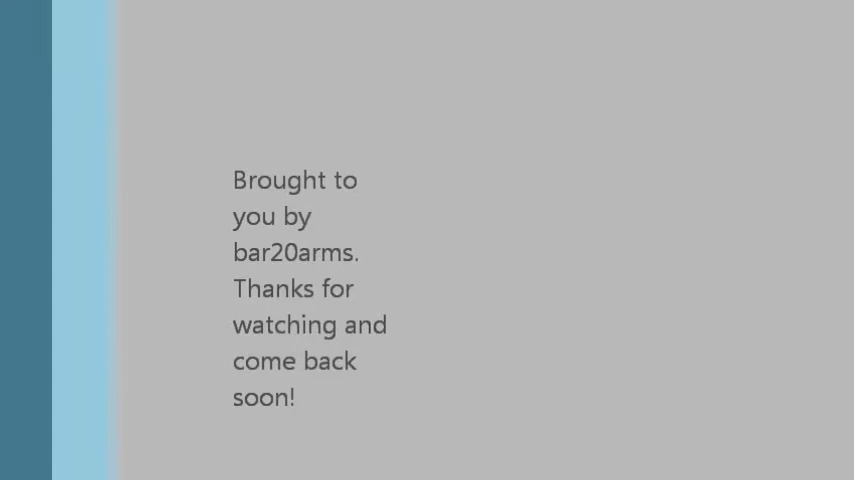 Brought to
you by
bar20arms.
Thanks for
watching and
come back
soon!